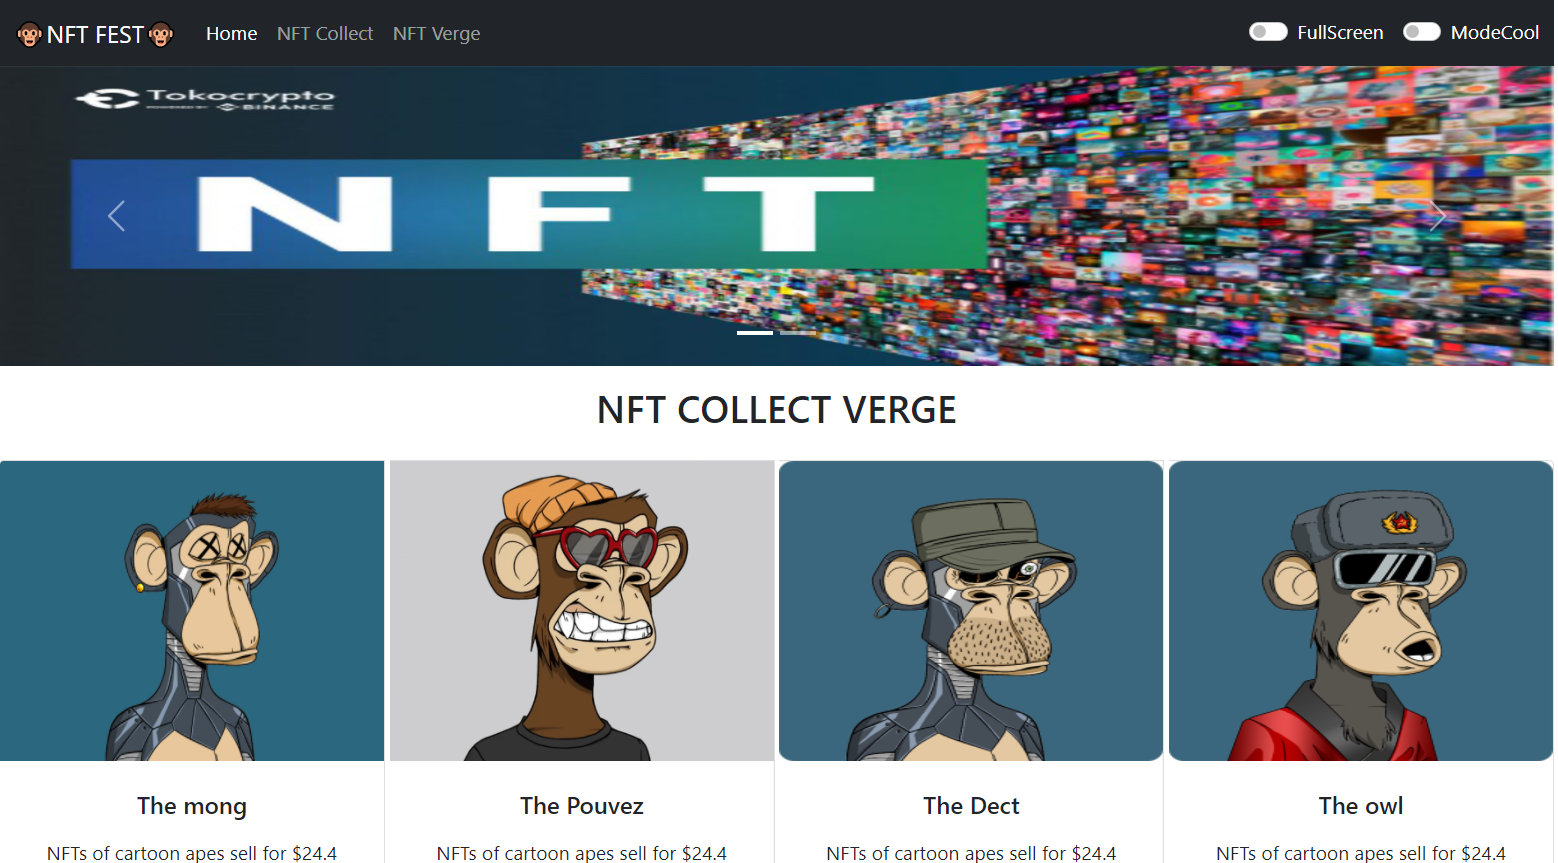 NFT FEST Home NFT Collect NFT Verge FullScreen ModeCool
Tokocrypto
POWERED BY BINANCE
NFT
NFT COLLECT VERGE
The mong
NFTs of cartoon apes sell for $24.4
The Pouvez
NFTs of cartoon apes sell for $24.4
The Dect
NFTs of cartoon apes sell for $24.4
The owl
NFTs of cartoon apes sell for $24.4